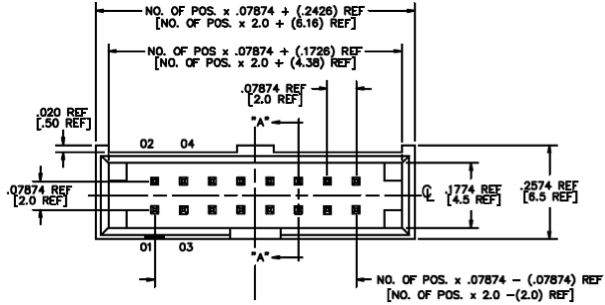 NO. OF POS. x .07874 + (.2426) REF
[NO. OF POS. x 2.0 + (6.16) REF]
NO. OF POS x .07874 + (.1726) REF
[NO. OF POS. x 2.0 + (4.38) REF]
.07874 REF
[2.0 REF]
.020 REF
[.50 REF]
"A"
02 04
.07874 REF
[2.0 REF]
℄
.1774 REF
[4.5 REF]
.2574 REF
[6.5 REF]
01 03
"A"
NO. OF POS. x .07874 - (.07874) REF
[NO. OF POS. x 2.0 -(2.0) REF]